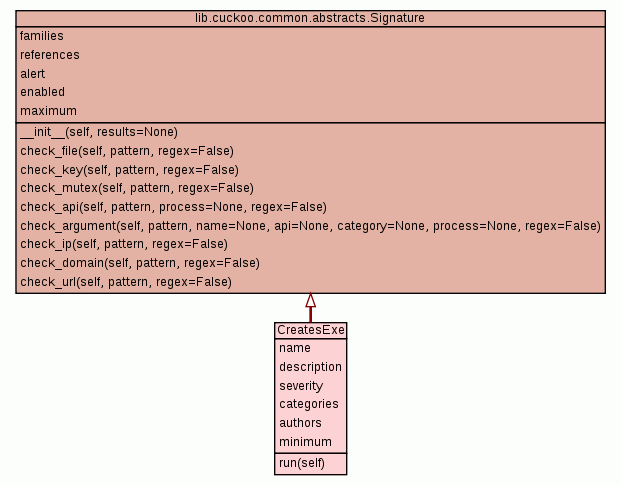 lib.cuckoo.common.abstracts.Signature
families
references
alert
enabled
maximum
__init__(self, results=None)
check_file(self, pattern, regex=False)
check_key(self, pattern, regex=False)
check_mutex(self, pattern, regex=False)
check_api(self, pattern, process=None, regex=False)
check_argument(self, pattern, name=None, api=None, category=None, process=None, regex=False)
check_ip(self, pattern, regex=False)
check_domain(self, pattern, regex=False)
check_url(self, pattern, regex=False)
CreatesExe
name
description
severity
categories
authors
minimum
run(self)